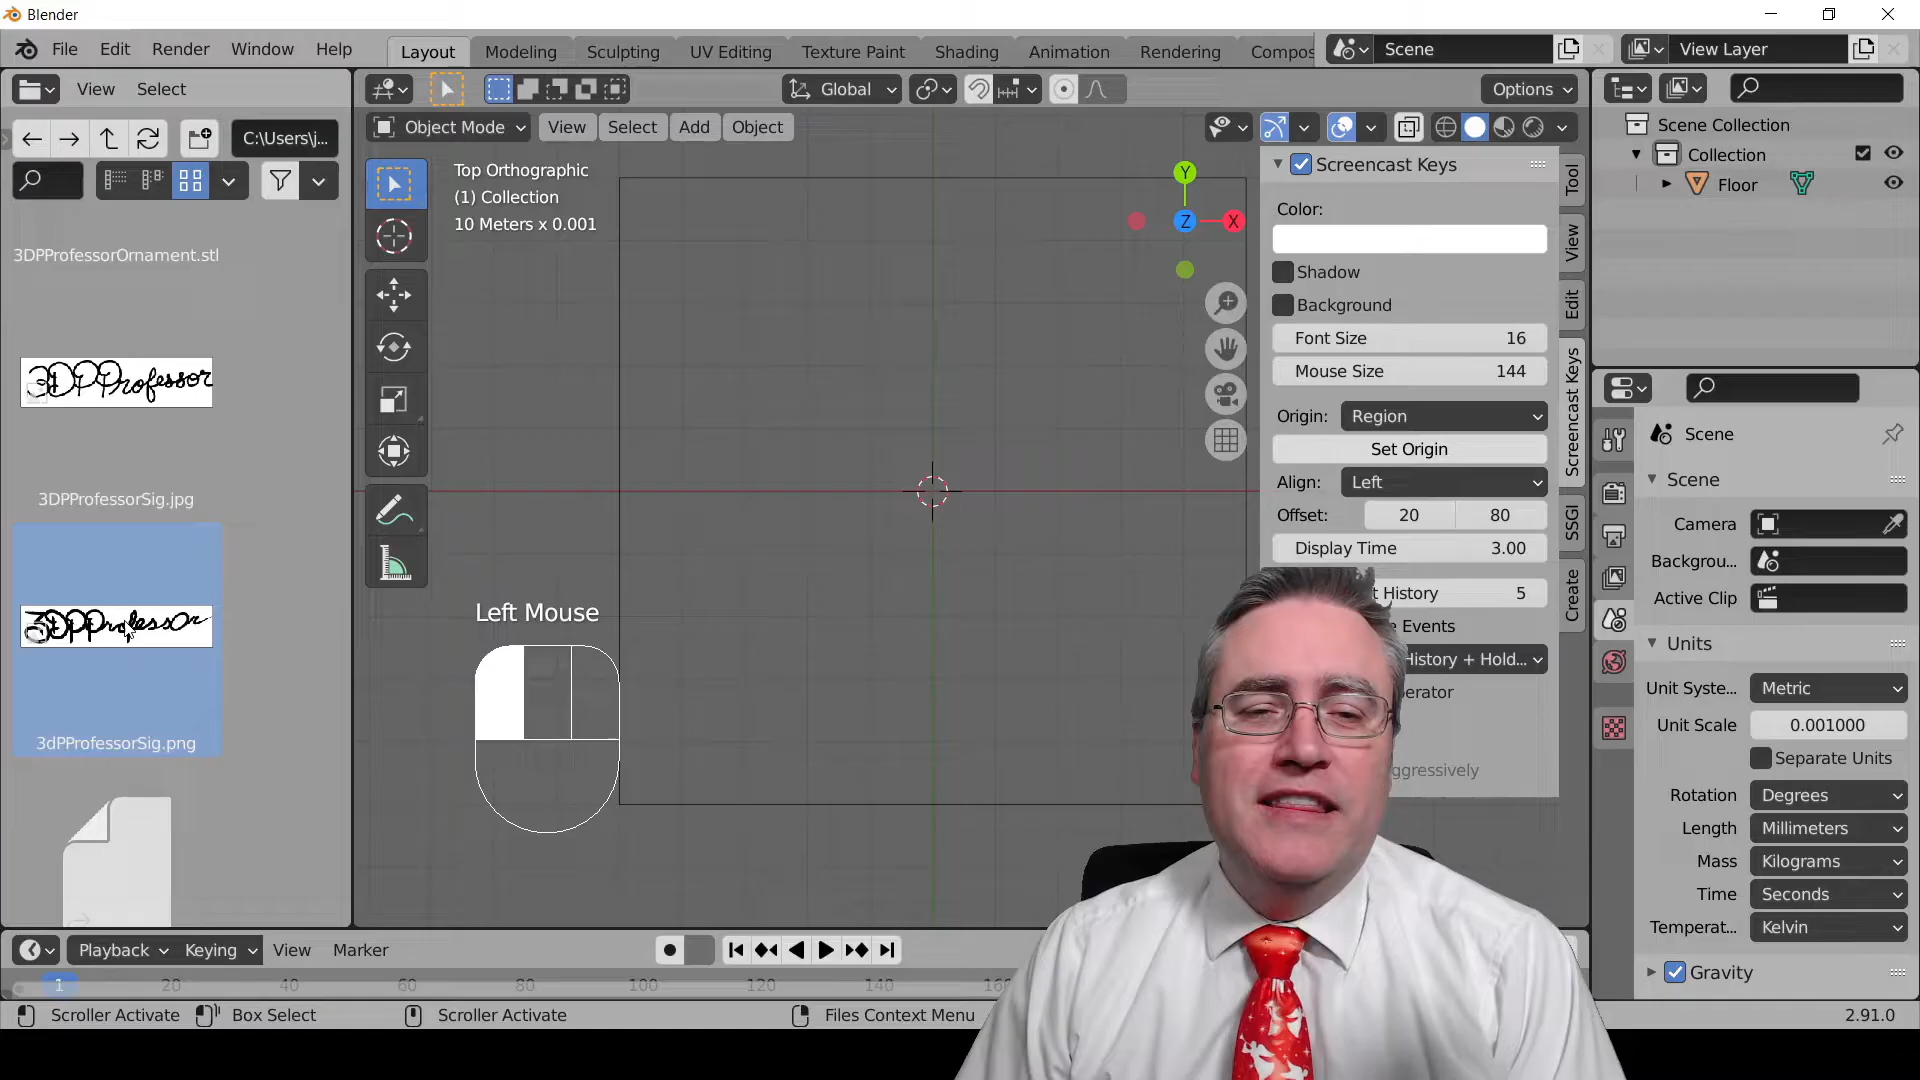 Blender
File Edit Render Window Help
Layout Modeling Sculpting UV Editing Texture Paint Shading Animation Rendering Compos
Scene
View Layer
View Select
Global
Options
C:\Users\j...
Object Mode View Select Add Object
Top Orthographic
(1) Collection
10 Meters x 0.001
Y
Z
X
3DPProfessorOrnament.stl
3DPProfessor
3DPProfessorSig.jpg
3DPProfessor
3dPProfessorSig.png
Left Mouse
Screencast Keys
Color:
Shadow
Background
Font Size 16
Mouse Size 144
Origin: Region
Set Origin
Align: Left
Offset: 20 80
Display Time 3.00
History 5
Events
History + Hold...
ggressively
Tool
View
Edit
Screencast Keys
SSGI
Create
Scene Collection
Collection
Floor
Scene
Scene
Camera
Backgrou...
Active Clip
Units
Unit Syste... Metric
Unit Scale 0.001000
Separate Units
Rotation Degrees
Length Millimeters
Mass Kilograms
Time Seconds
Temperat... Kelvin
Gravity
Playback Keying View Marker
1 20 40 60 80 100 120 140
Scroller Activate Box Select Scroller Activate Files Context Menu 2.91.0